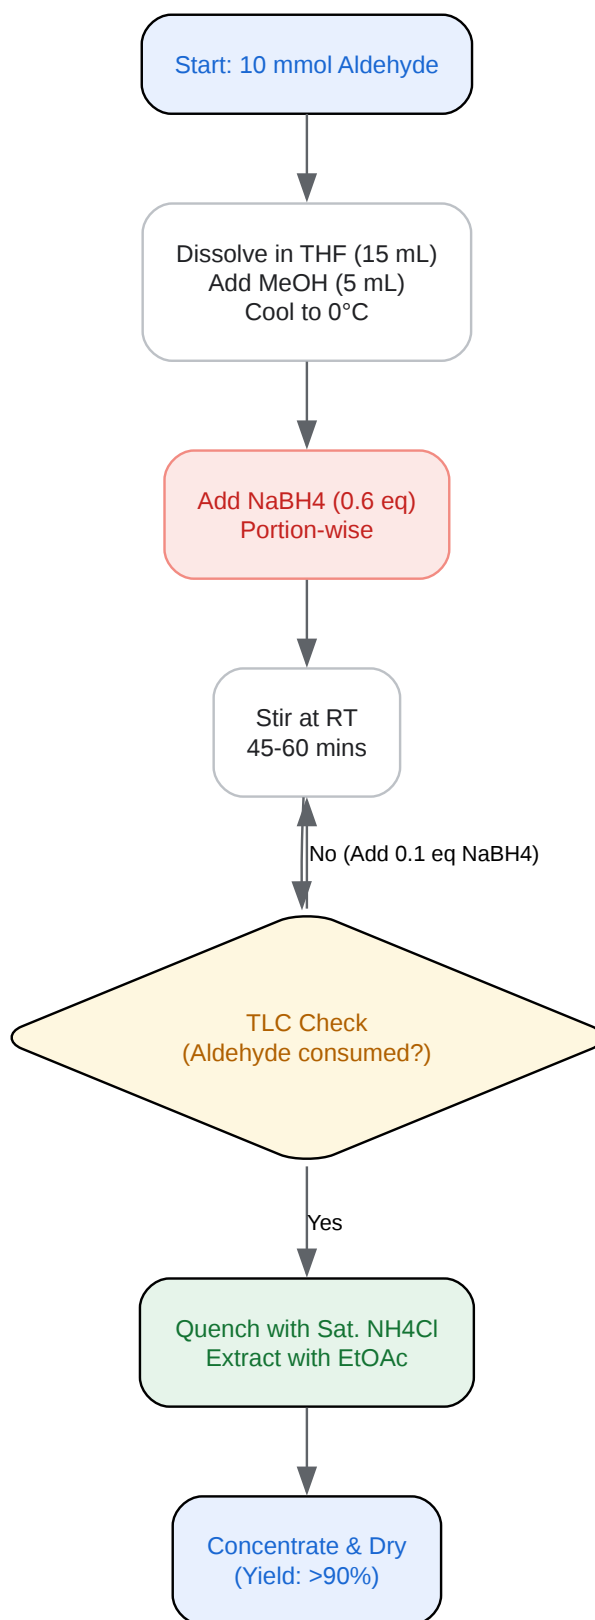 Start: 10 mmol Aldehyde
Dissolve in THF (15 mL)
Add MeOH (5 mL)
Cool to 0°C
Add NaBH4 (0.6 eq)
Portion-wise
Stir at RT
45-60 mins
No (Add 0.1 eq NaBH4)
TLC Check
(Aldehyde consumed?)
Yes
Quench with Sat. NH4Cl
Extract with EtOAc
Concentrate & Dry
(Yield: >90%)